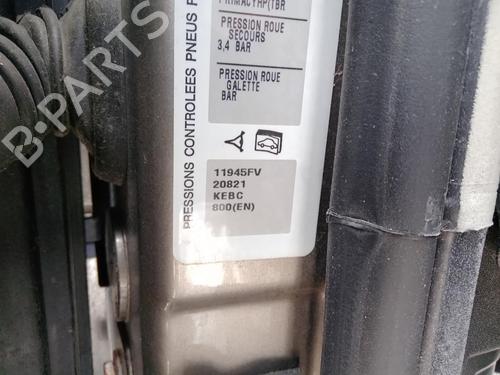 PRIMACYHP(TBR
PRESSION ROUE
SECOURS
3,4 BAR
PRESSION ROUE
GALETTE
BAR
PRESSIONS CONTROLEES PNEUS
11945FV
20821
KEBC
800(EN)
B-PARTS